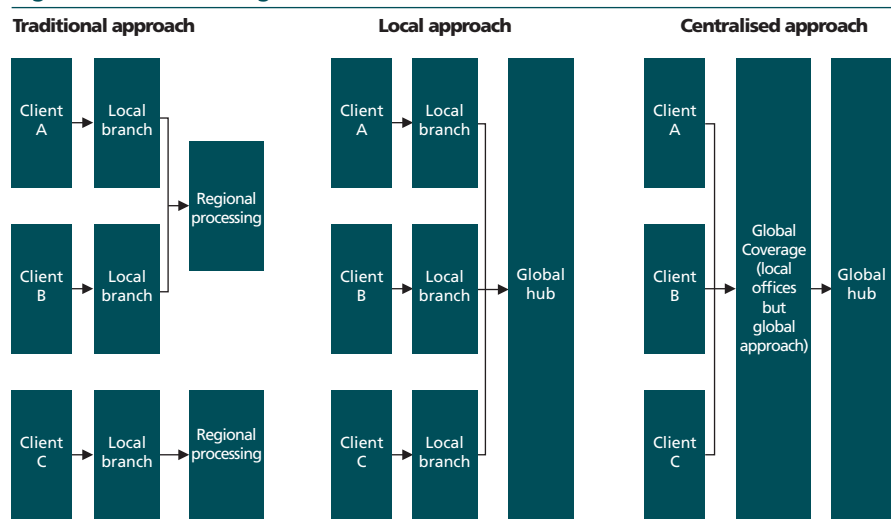 Traditional approach
Local approach
Centralised approach
Client
A
Local
branch
Regional
processing
Client
B
Local
branch
Client
C
Local
branch
Regional
processing
Client
A
Local
branch
Client
B
Local
branch
Client
C
Local
branch
Global
hub
Client
A
Client
B
Client
C
Global
Coverage
(local
offices
but
global
approach)
Global
hub